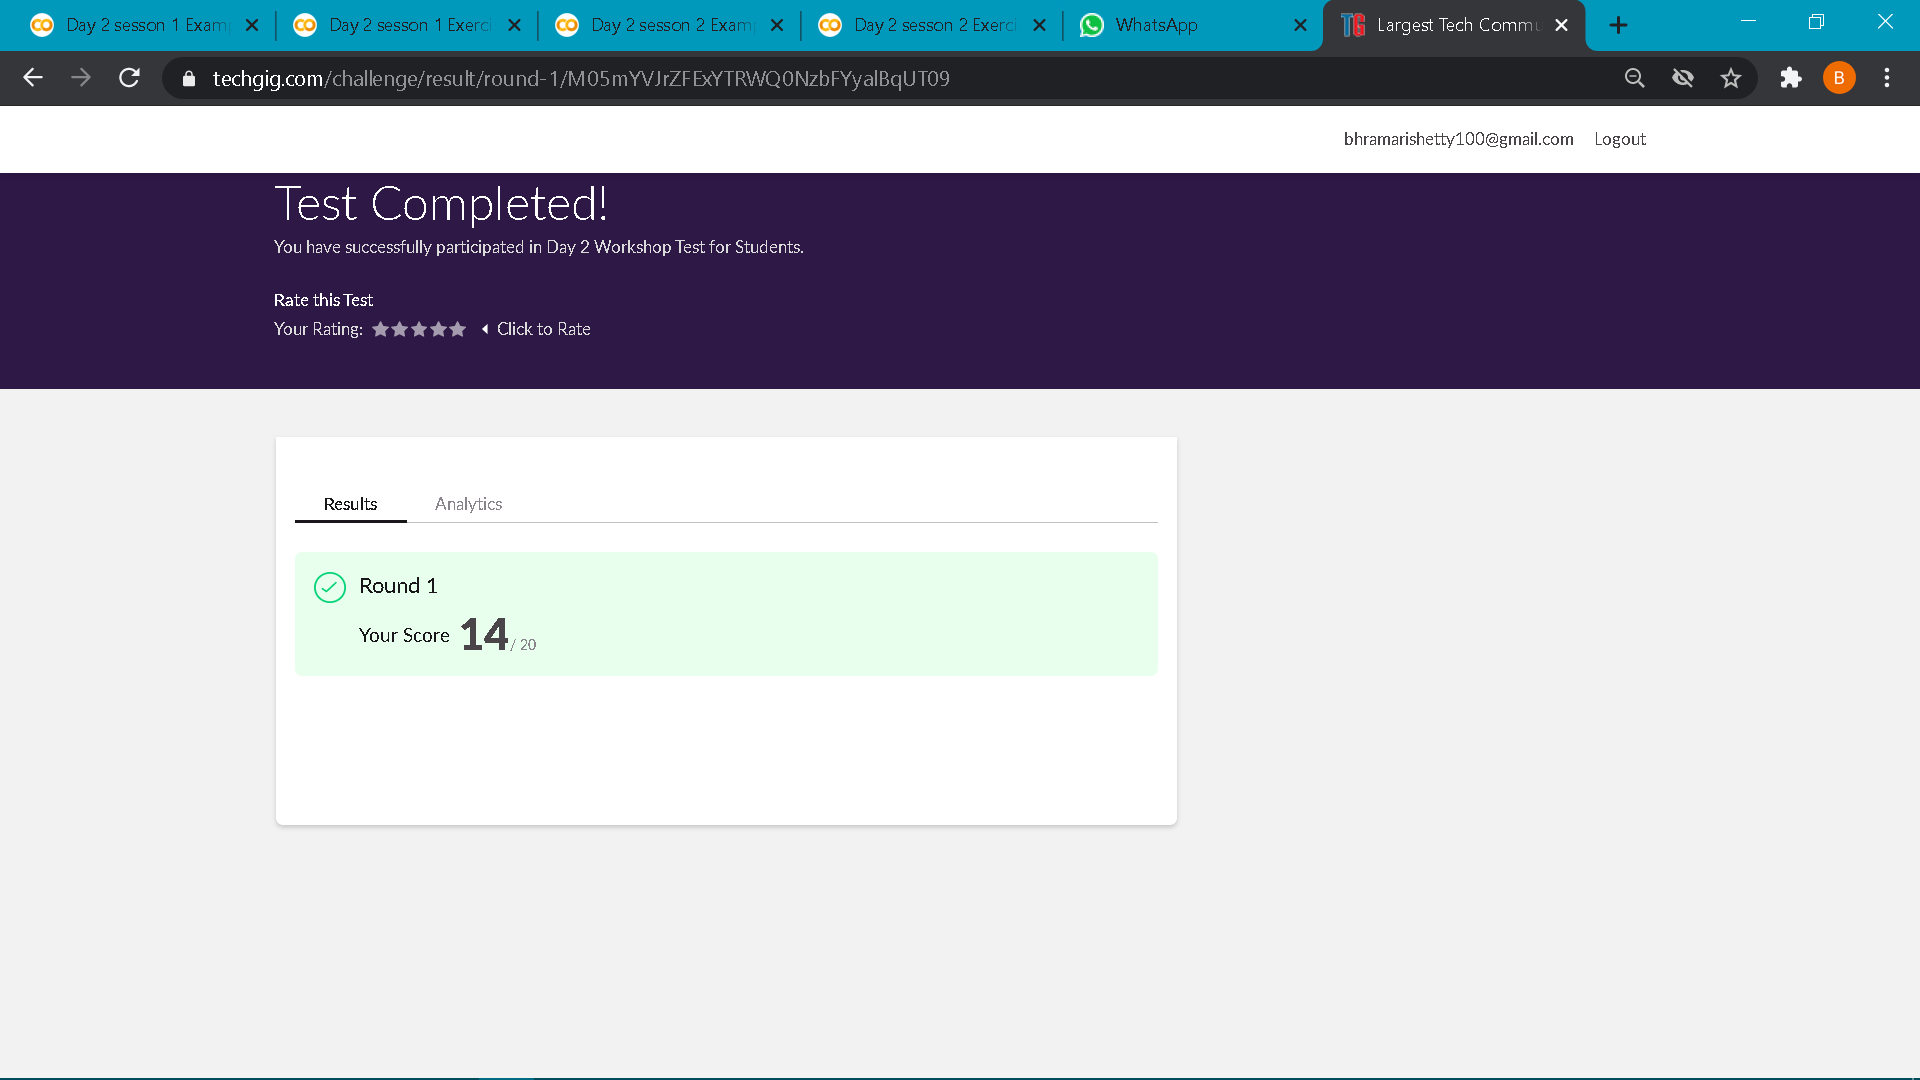 Day 2 sesson 1 Exam
Day 2 sesson 1 Exerci
Day 2 sesson 2 Exam
Day 2 sesson 2 Exerci
WhatsApp
TG Largest Tech Commu
techgig.com/challenge/result/round-1/M05mYVJrZFExYTRWQ0NzbFYyalBqUT09
B
bhramarishetty100@gmail.com Logout
Test Completed!
You have successfully participated in Day 2 Workshop Test for Students.
Rate this Test
Your Rating: Click to Rate
Results Analytics
Round 1
Your Score 14 / 20